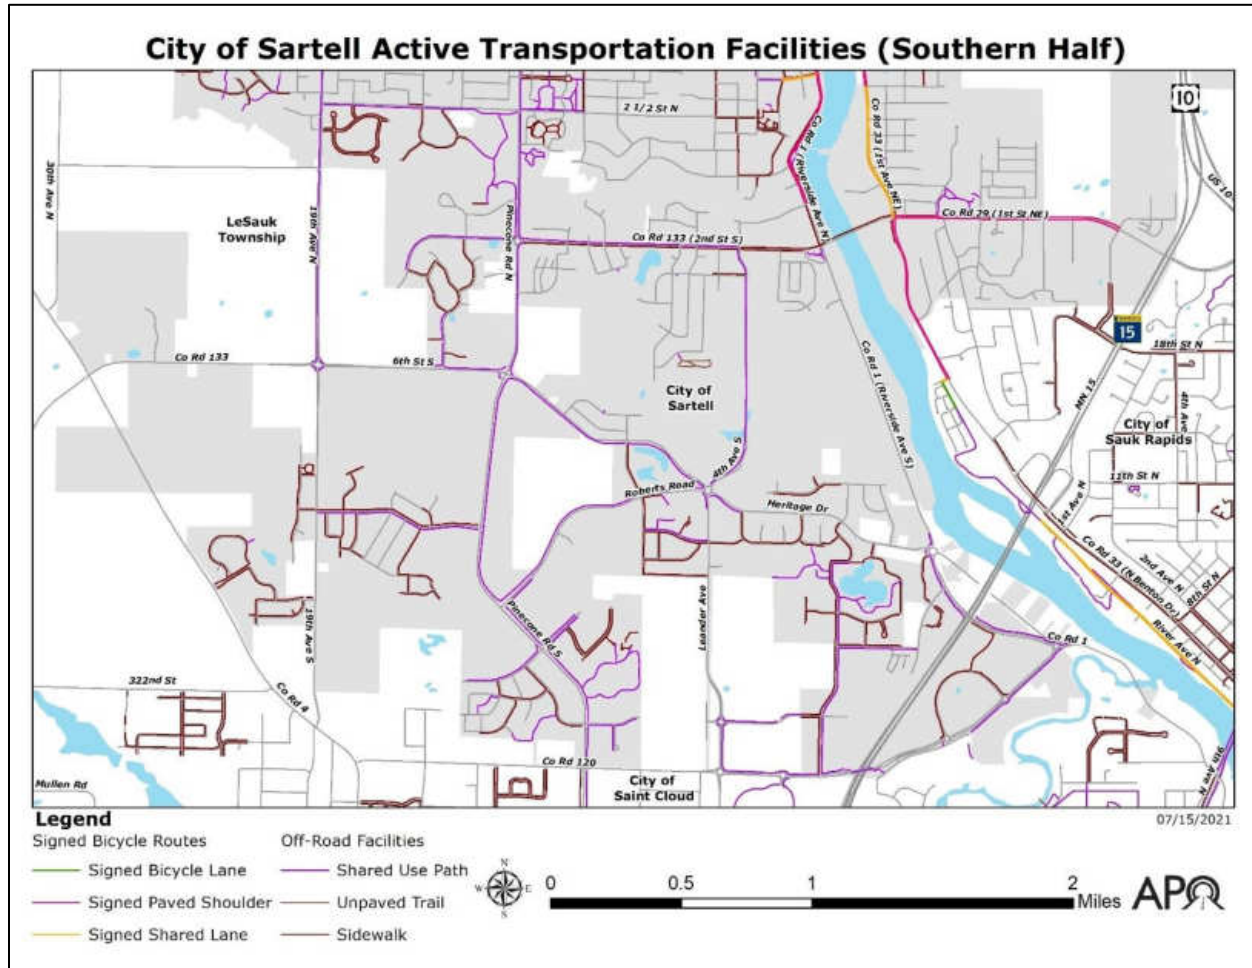 City of Sartell Active Transportation Facilities (Southern Half)
10
2 1/2 St N
Co Rd 1 (Riverside Ave N)
Co Rd 33 (1st Ave NE)
US 10
30th Ave N
LeSauk
Township
19th Ave N
Pinecone Rd N
Co Rd 29 (1st St NE)
Co Rd 133 (2nd St S)
15
18th St N
Co Rd 133
6th St S
Co Rd 1 (Riverside Ave S)
City of
Sartell
MN 15
4th Ave
City of
Sauk Rapids
4th Ave S
11th St N
Roberts Road
Heritage Dr
1st Ave N
Co Rd 33 (N Benton Dr)
2nd Ave N
8th St N
19th Ave S
Pinecone Rd S
Leander Ave
Co Rd 1
River Ave N
322nd St
Co Rd 4
Co Rd 120
Mullen Rd
City of
Saint Cloud
9th Ave N
07/15/2021
Legend
Signed Bicycle Routes
Off-Road Facilities
Signed Bicycle Lane
Shared Use Path
Signed Paved Shoulder
Unpaved Trail
Signed Shared Lane
Sidewalk
N
W
E
S
0
0.5
1
2
Miles
APO